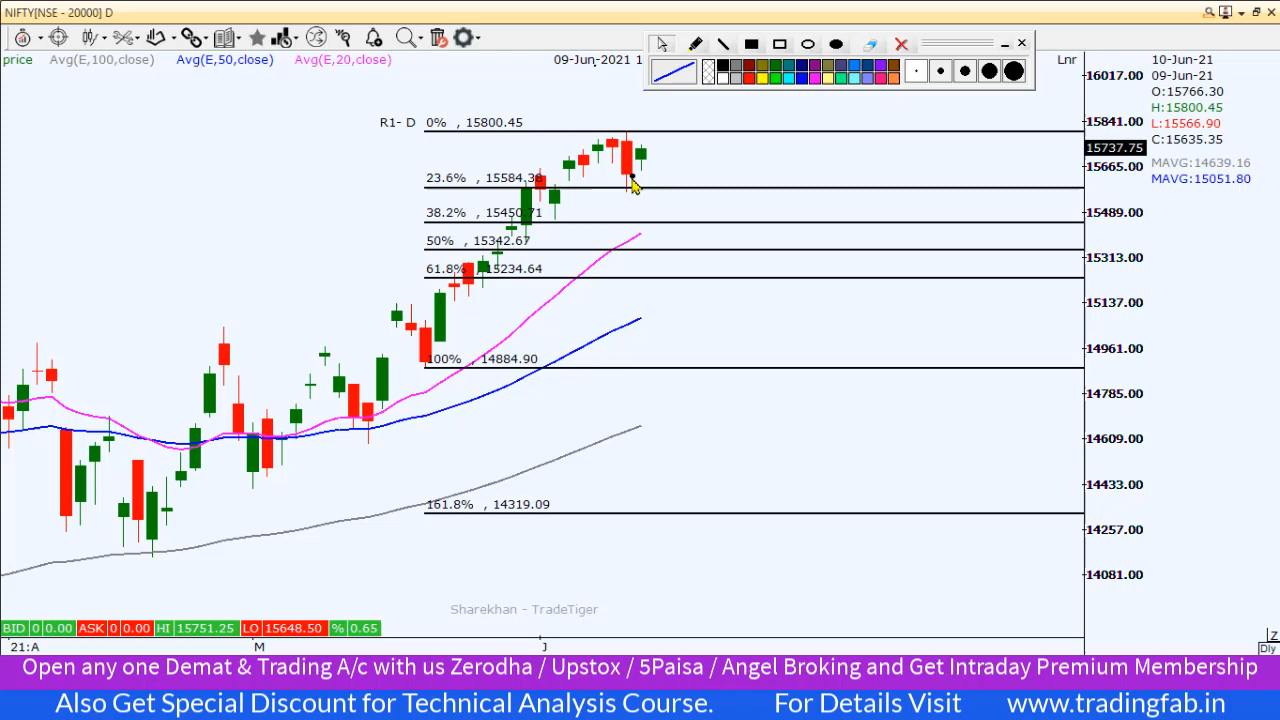 NIFTY[NSE - 20000] D
price Avg(E,100,close) Avg(E,50,close) Avg(E,20,close) 09-Jun,-2021 1 Lnr
10-Jun-21
09-Jun-21
O:15766.30
H:15800.45
L:15566.90
C:15635.35
MAVG:14639.16
MAVG:15051.80
16017.00
15841.00
15737.75
15665.00
15489.00
15313.00
15137.00
14961.00
14785.00
14609.00
14433.00
14257.00
14081.00
R1- D 0% , 15800.45
23.6% , 15584.38
38.2% , 15450.71
50% , 15342.67
61.8% , 15234.64
100% , 14884.90
161.8% , 14319.09
Sharekhan - TradeTiger
BID 0 0.00 ASK 0 0.00 HI 15751.25 LO 15648.50 % 0.65
21:A M J
Z
Dly
Open any one Demat & Trading A/c with us Zerodha / Upstox / 5Paisa / Angel Broking and Get Intraday Premium Membership
Also Get Special Discount for Technical Analysis Course. For Details Visit www.tradingfab.in